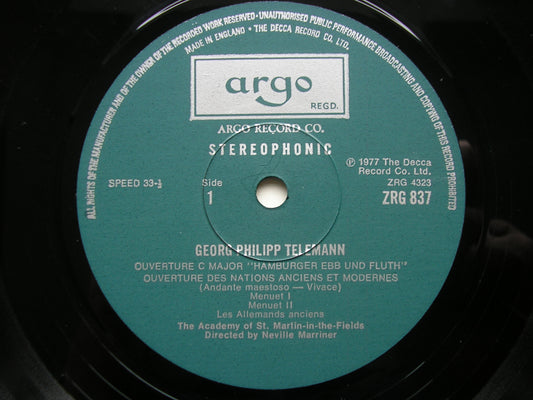 ALL RIGHTS OF THE MANUFACTURER AND OF THE OWNER OF THE RECORDED WORK RESERVED · UNAUTHORISED PUBLIC PERFORMANCE BROADCASTING AND COPYING OF THIS RECORD PROHIBITED
MADE IN ENGLAND · THE DECCA RECORD CO. LTD.
argo
REGD.
ARGO RECORD CO.
STEREOPHONIC
SPEED 33-⅓
Side
1
℗ 1977 The Decca
Record Co. Ltd.
ZRG 4323
ZRG 837
GEORG PHILIPP TELEMANN
OUVERTURE C MAJOR "HAMBURGER EBB UND FLUTH"
OUVERTURE DES NATIONS ANCIENS ET MODERNES
(Andante maestoso — Vivace)
Menuet I
Menuet II
Les Allemands anciens
The Academy of St. Martin-in-the-Fields
Directed by Neville Marriner